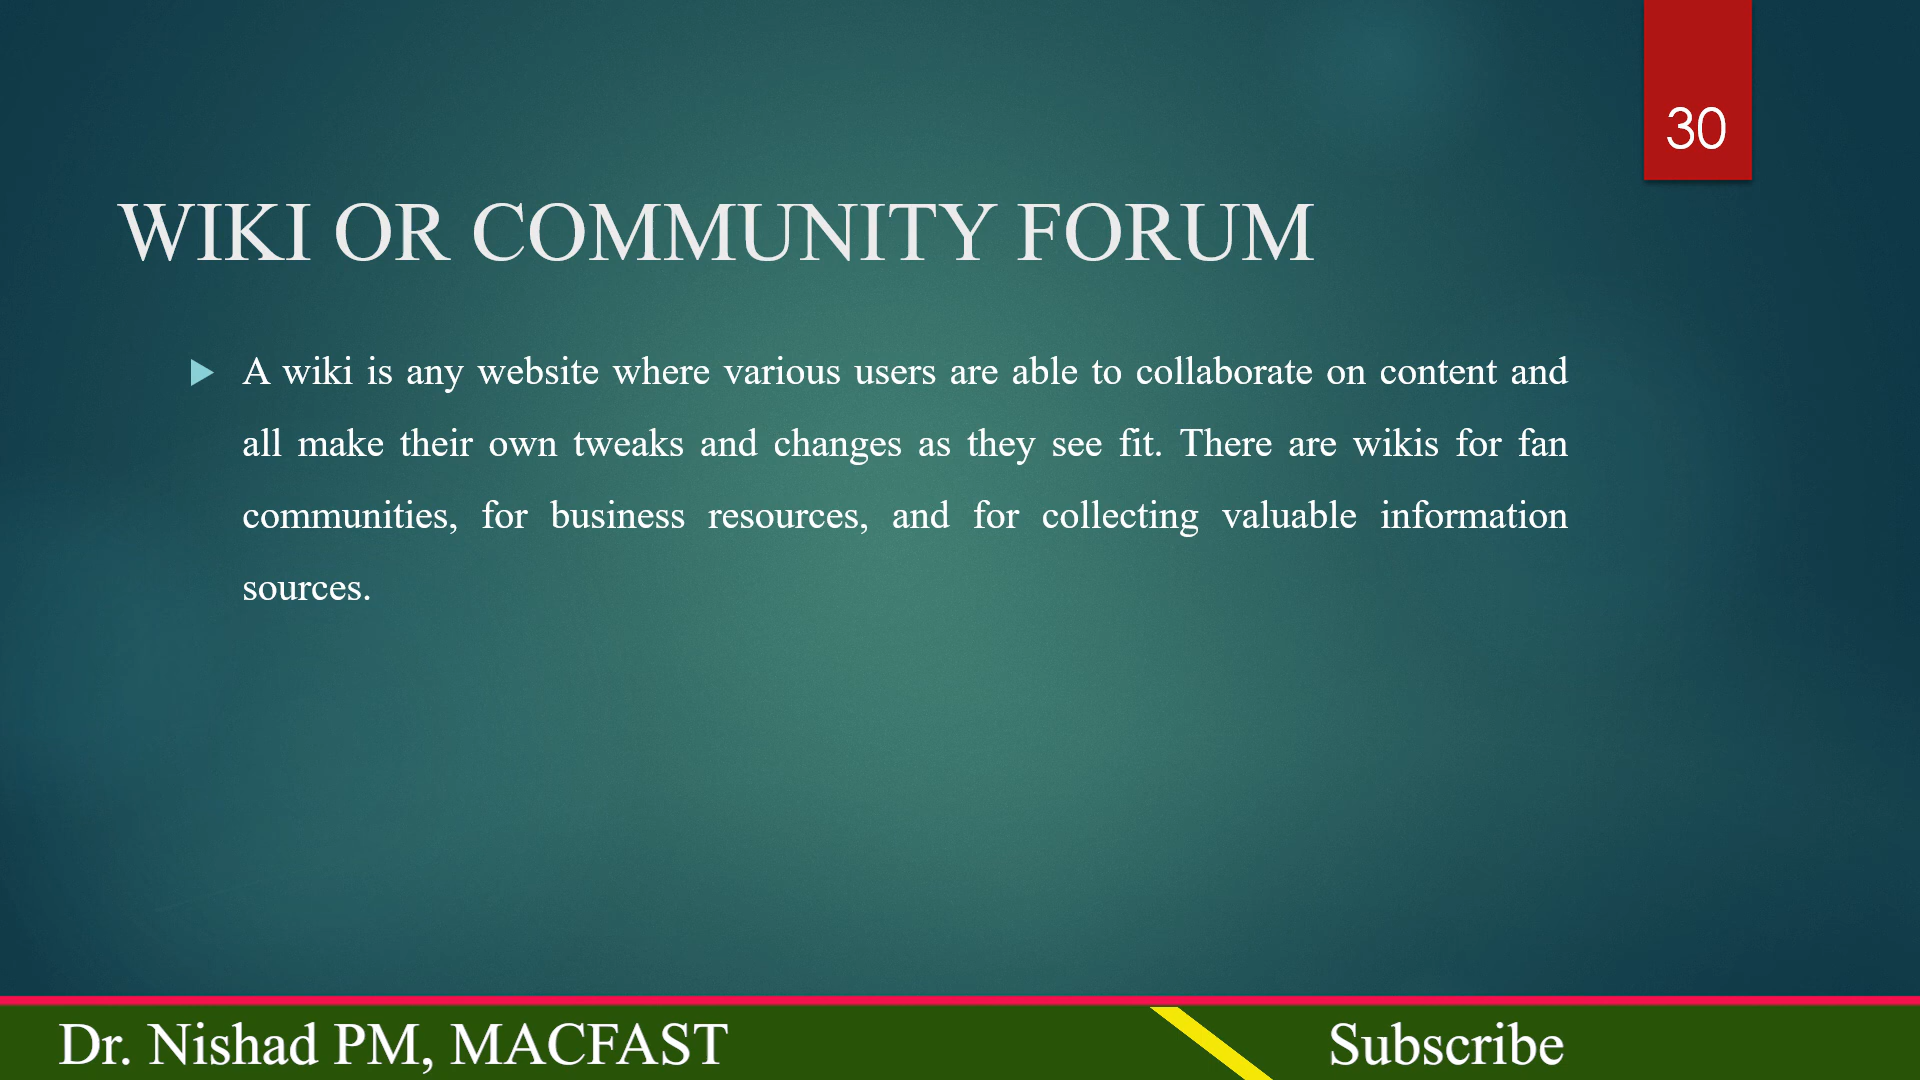 30
WIKI OR COMMUNITY FORUM
A wiki is any website where various users are able to collaborate on content and
all make their own tweaks and changes as they see fit. There are wikis for fan
communities, for business resources, and for collecting valuable information
sources.
Dr. Nishad PM, MACFAST
Subscribe